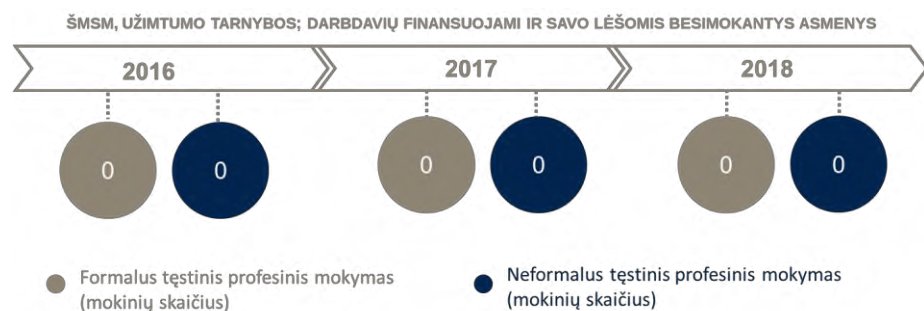 ŠMSM, UŽIMTUMO TARNYBOS; DARBDAVIŲ FINANSUOJAMI IR SAVO LĖŠOMIS BESIMOKANTYS ASMENYS
2016 2017 2018
0 0 0 0 0 0
Formalus tęstinis profesinis mokymas
(mokinių skaičius)
Neformalus tęstinis profesinis mokymas
(mokinių skaičius)